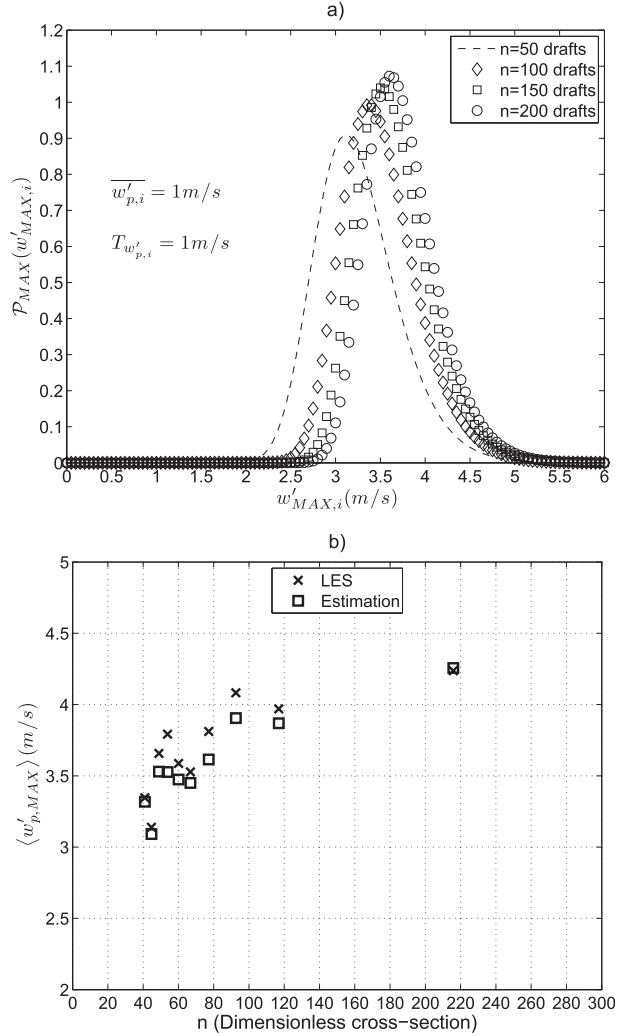 a)
1.2
1.1
1
0.9
0.8
0.7
0.6
0.5
0.4
0.3
0.2
0.1
0
𝒫_{MAX}(w'_{MAX,i})
n=50 drafts
n=100 drafts
n=150 drafts
n=200 drafts
\overline{w'_{p,i}} = 1m/s
T_{w'_{p,i}} = 1m/s
0 0.5 1 1.5 2 2.5 3 3.5 4 4.5 5 5.5 6
w'_{MAX,i}(m/s)
b)
5
4.5
4
3.5
3
2.5
2
⟨w'_{p,MAX}⟩(m/s)
LES
Estimation
0 20 40 60 80 100 120 140 160 180 200 220 240 260 280 300
n (Dimensionless cross−section)